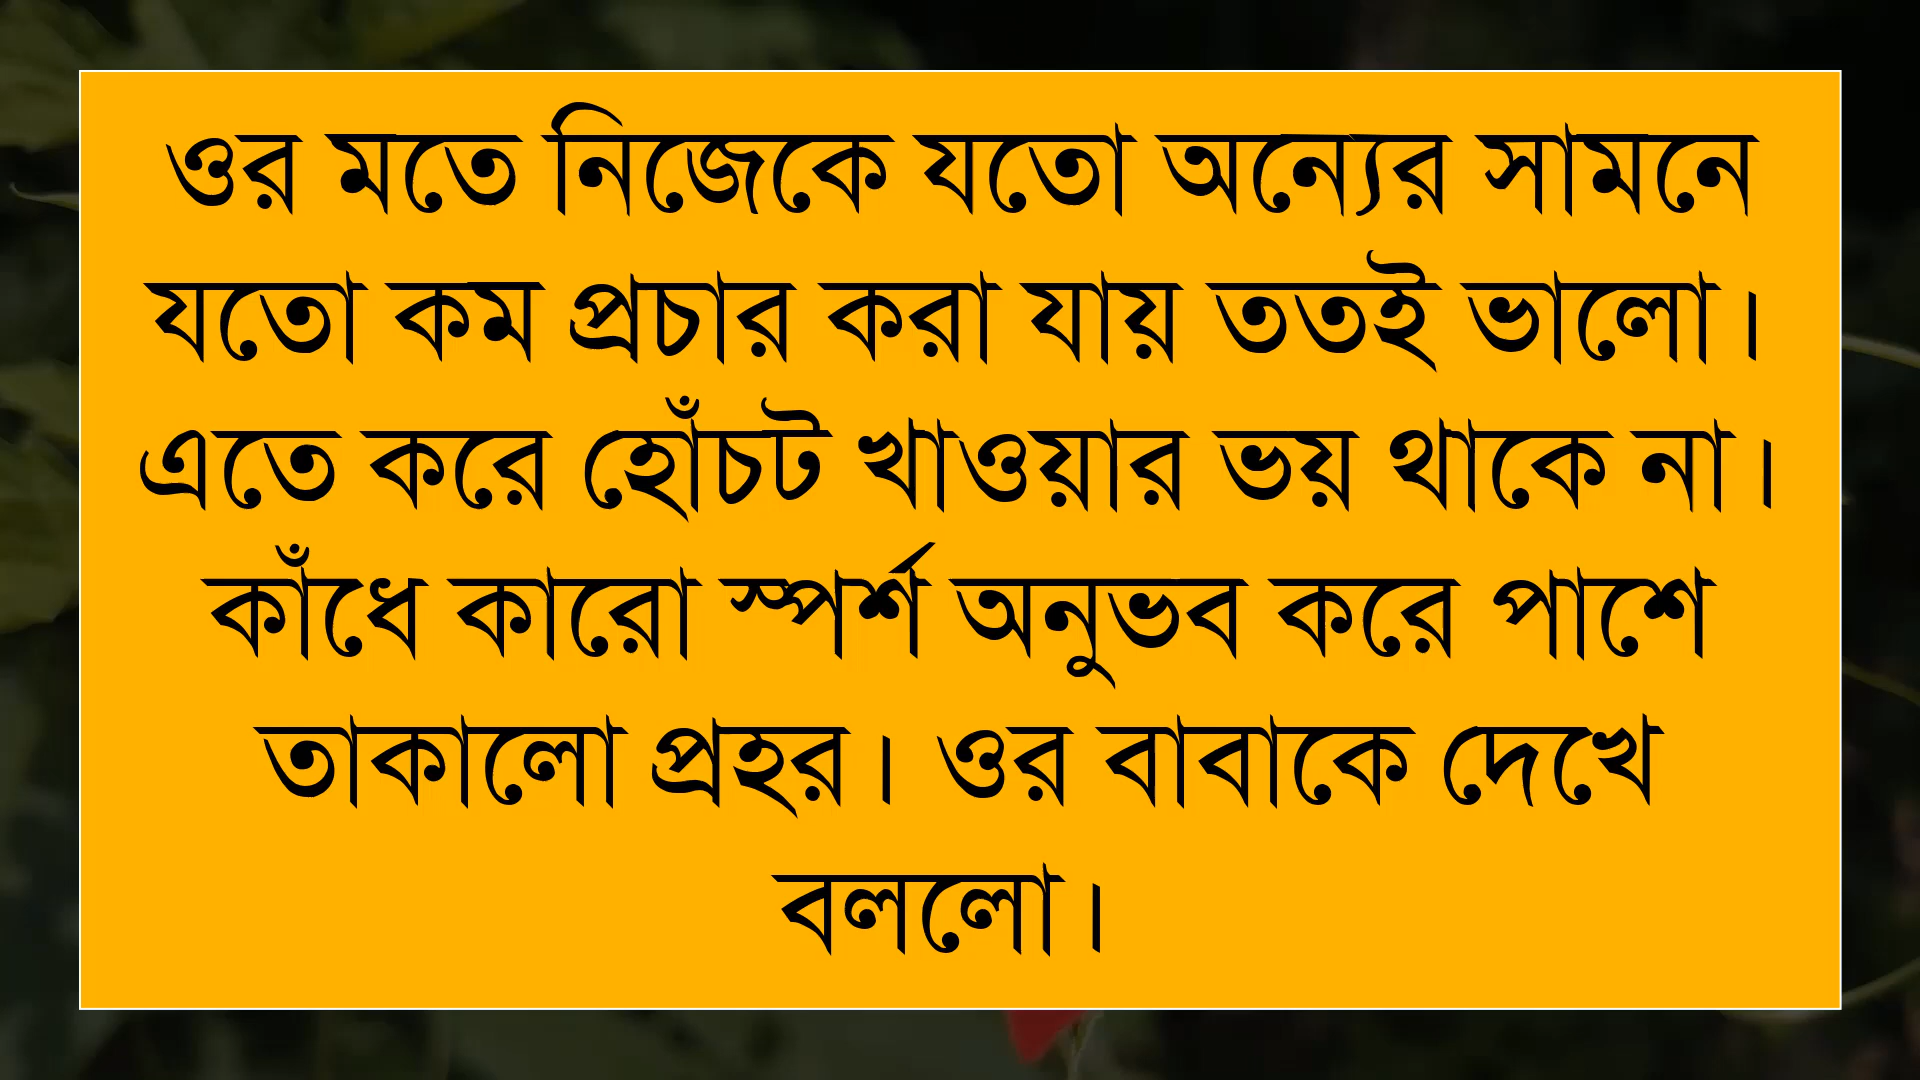 ওর মতে নিজেকে যতো অন্যের সামনে
যতো কম প্রচার করা যায় ততই ভালো।
এতে করে হোঁচট খাওয়ার ভয় থাকে না।
কাঁধে কারো স্পর্শ অনুভব করে পাশে
তাকালো প্রহর। ওর বাবাকে দেখে
বললো।